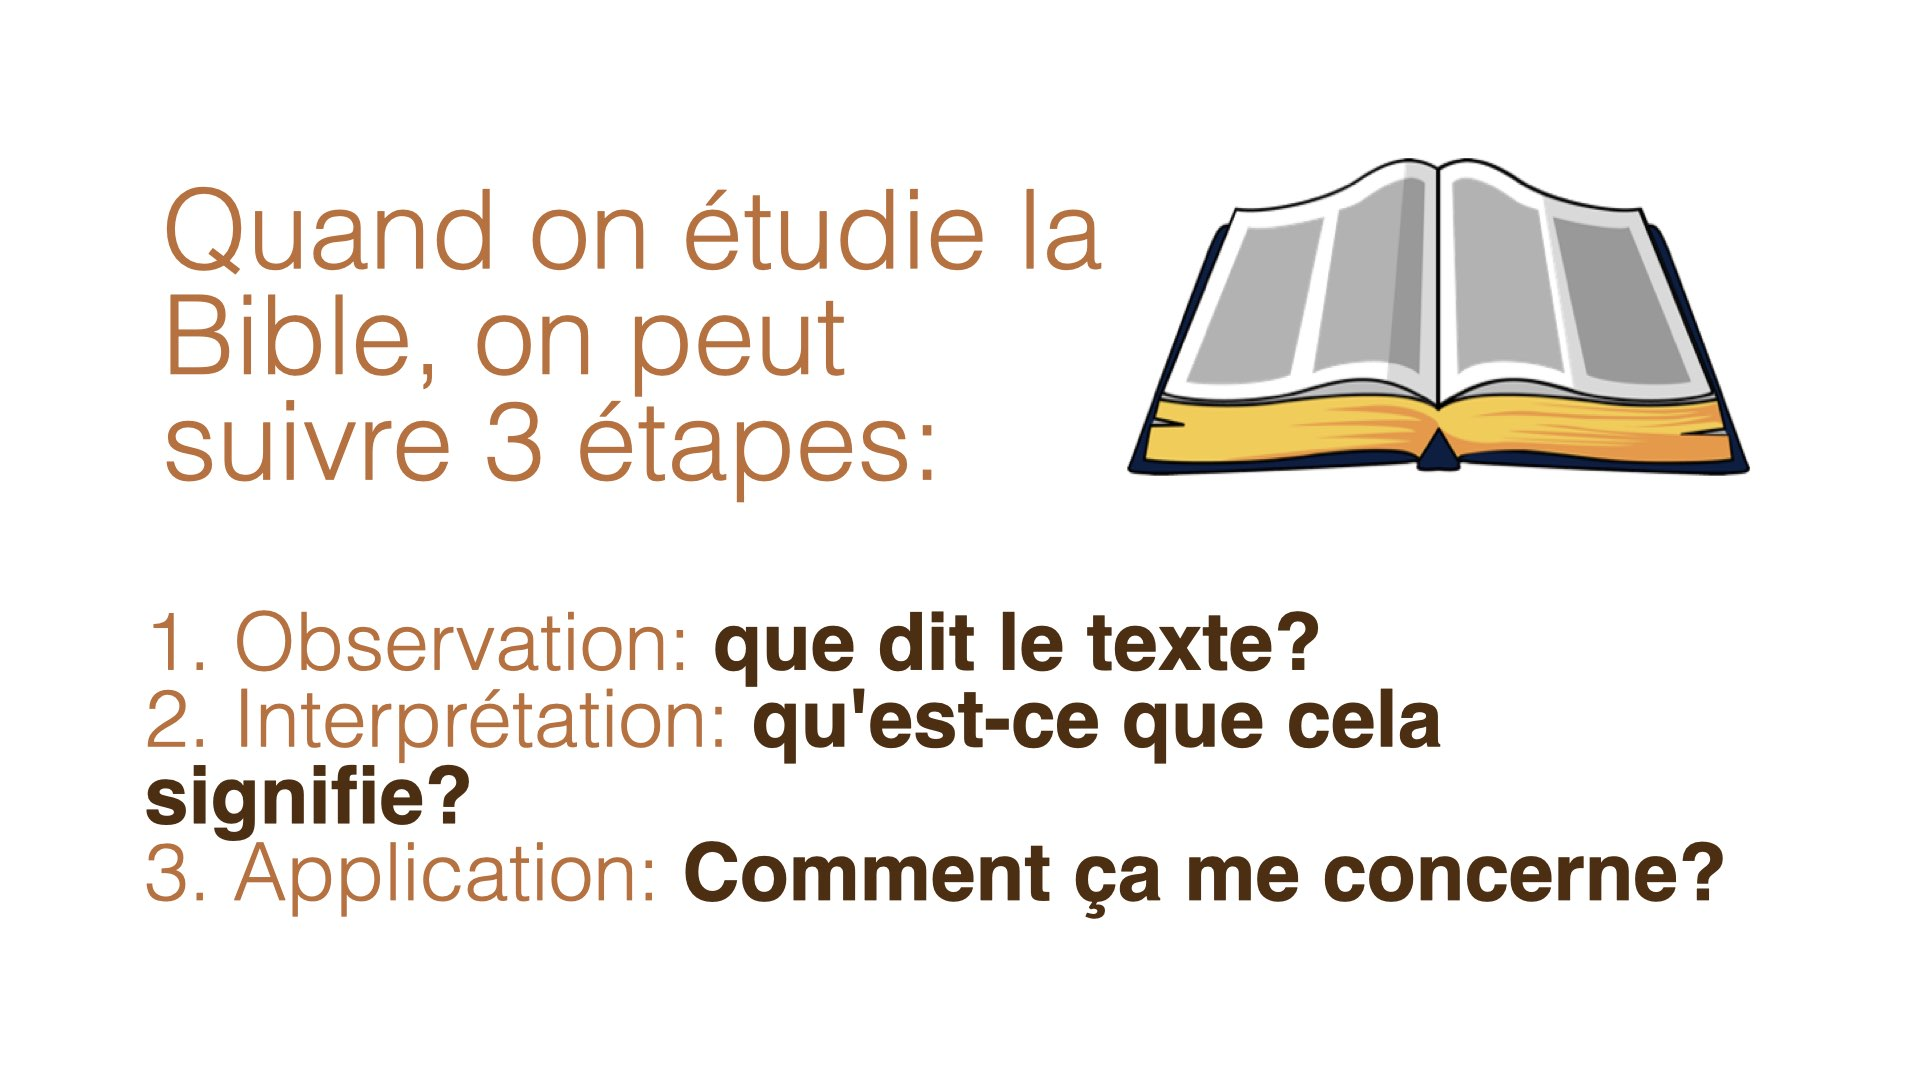 Quand on étudie la
Bible, on peut
suivre 3 étapes:
1. Observation: que dit le texte?
2. Interprétation: qu'est-ce que cela
signifie?
3. Application: Comment ça me concerne?